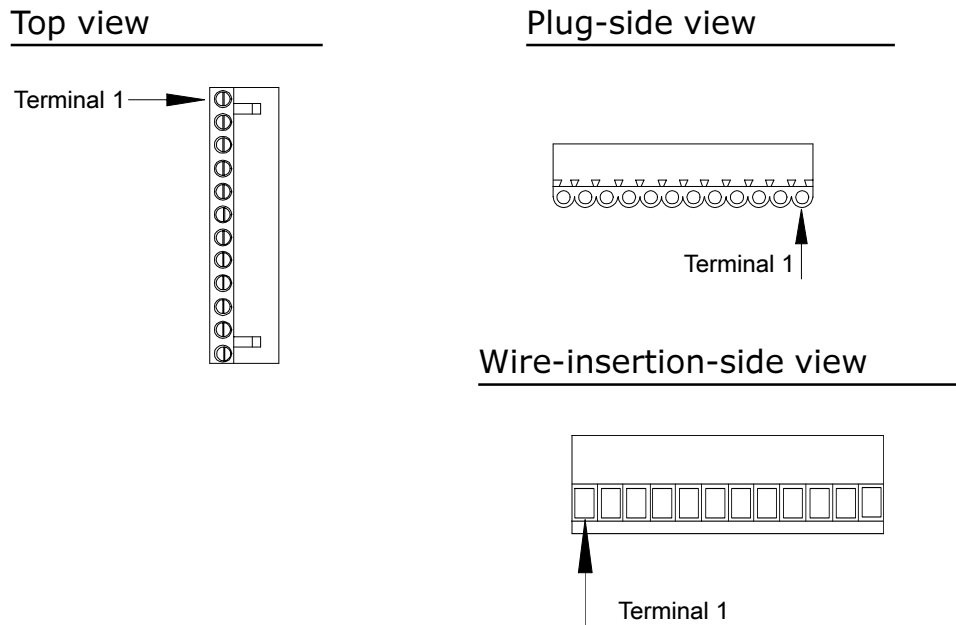 Top view
Terminal 1
Plug-side view
Terminal 1
Wire-insertion-side view
Terminal 1